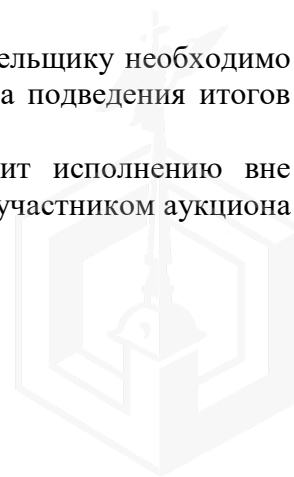 ельщику необходимо
а подведения итогов
ит исполнению вне
участником аукциона